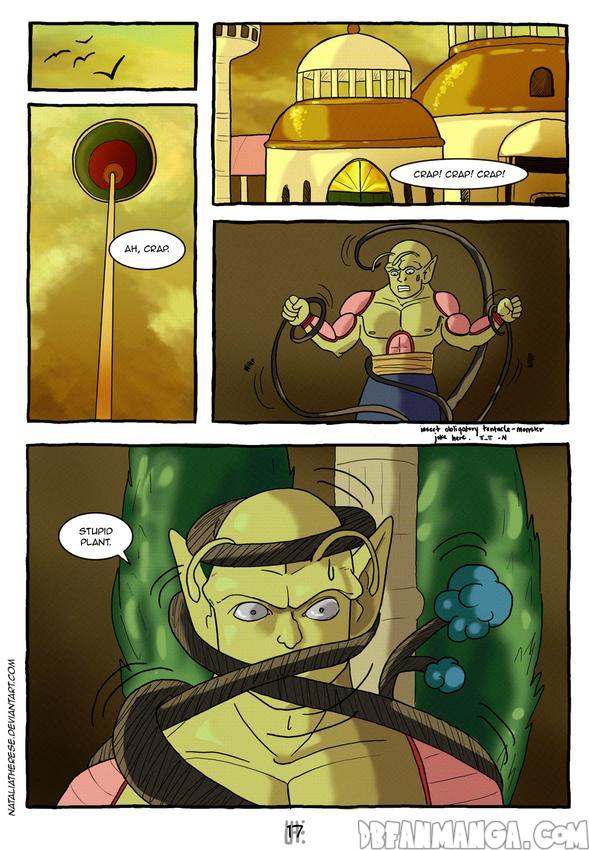 AH, CRAP.
CRAP! CRAP! CRAP!
insert obligatory tentacle-monster
joke here. T_T -N
STUPID
PLANT.
NATALIATHERESE.DEVIANTART.COM
17
DBFANMANGA.COM